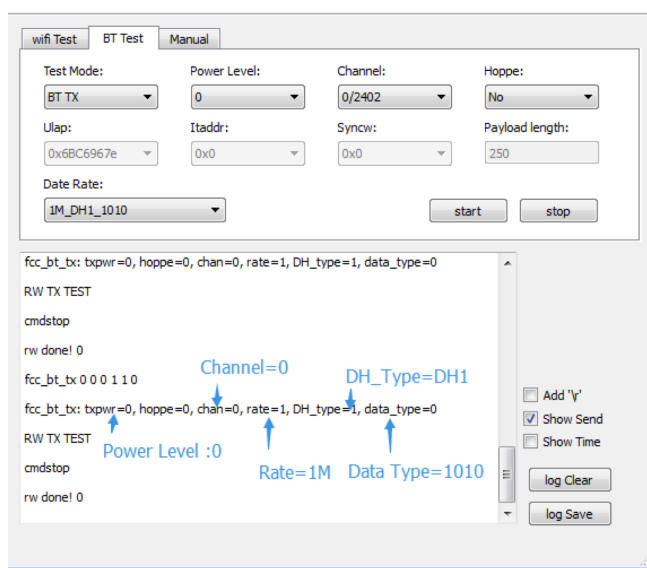 wifi Test BT Test Manual
Test Mode: Power Level: Channel: Hoppe:
BT TX 0 0/2402 No
Ulap: Itaddr: Syncw: Payload length:
0x6BC6967e 0x0 0x0 250
Date Rate:
1M_DH1_1010 start stop
fcc_bt_tx: txpwr=0, hoppe=0, chan=0, rate=1, DH_type=1, data_type=0
RW TX TEST
cmdstop
rw done! 0
Channel=0 DH_Type=DH1
fcc_bt_tx 0 0 0 1 1 0
Add '\r'
fcc_bt_tx: txpwr=0, hoppe=0, chan=0, rate=1, DH_type=1, data_type=0
Show Send
RW TX TEST
Show Time
Power Level :0
cmdstop
Rate=1M Data Type=1010
log Clear
rw done! 0
log Save